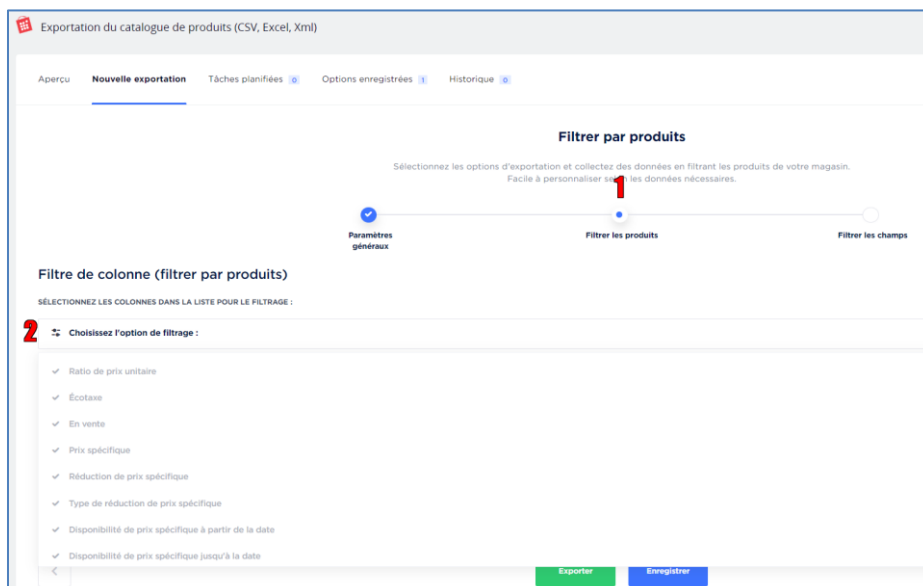 Exportation du catalogue de produits (CSV, Excel, Xml)
Aperçu Nouvelle exportation Tâches planifiées 0 Options enregistrées 1 Historique 0
Filtrer par produits
Sélectionnez les options d'exportation et collectez des données en filtrant les produits de votre magasin.
Facile à personnaliser selon les données nécessaires.
1
Paramètres
généraux
Filtrer les produits
Filtrer les champs
Filtre de colonne (filtrer par produits)
SÉLECTIONNEZ LES COLONNES DANS LA LISTE POUR LE FILTRAGE :
2 Choisissez l'option de filtrage :
Ratio de prix unitaire
Écotaxe
En vente
Prix spécifique
Réduction de prix spécifique
Type de réduction de prix spécifique
Disponibilité de prix spécifique à partir de la date
Disponibilité de prix spécifique jusqu'à la date
Exporter Enregistrer